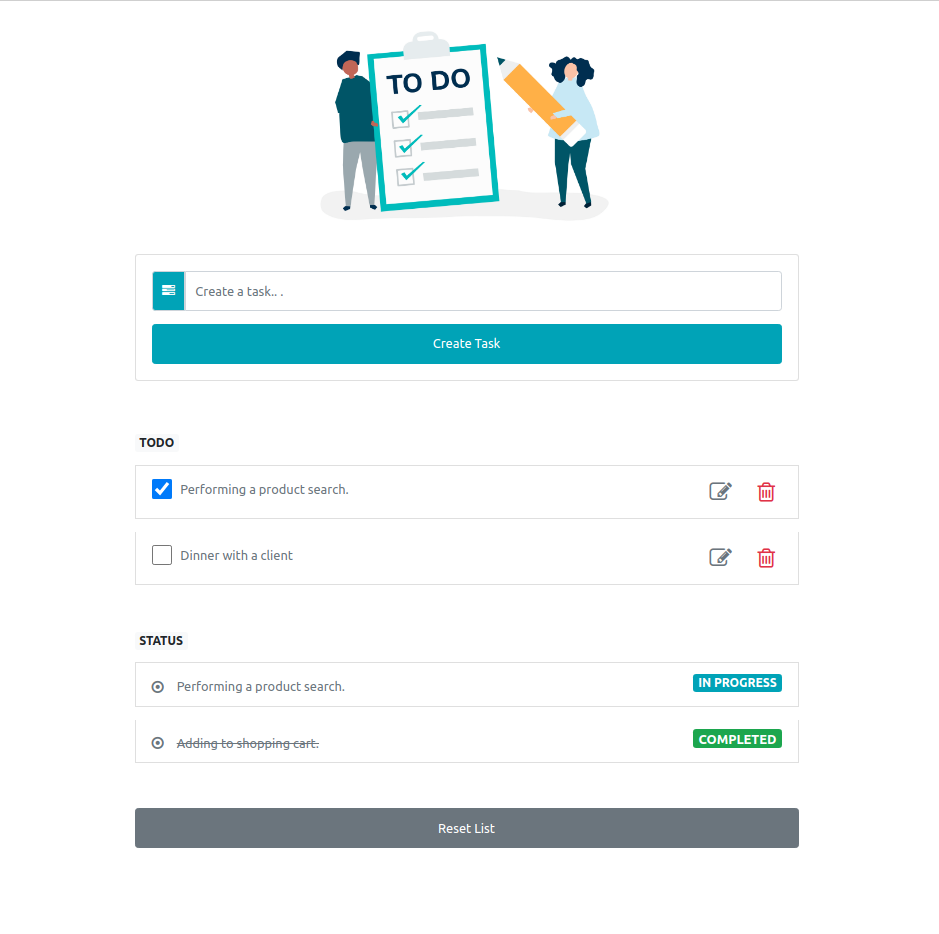 TO DO
Create a task.. .
Create Task
TODO
Performing a product search.
Dinner with a client
STATUS
Performing a product search.
IN PROGRESS
Adding to shopping cart.
COMPLETED
Reset List